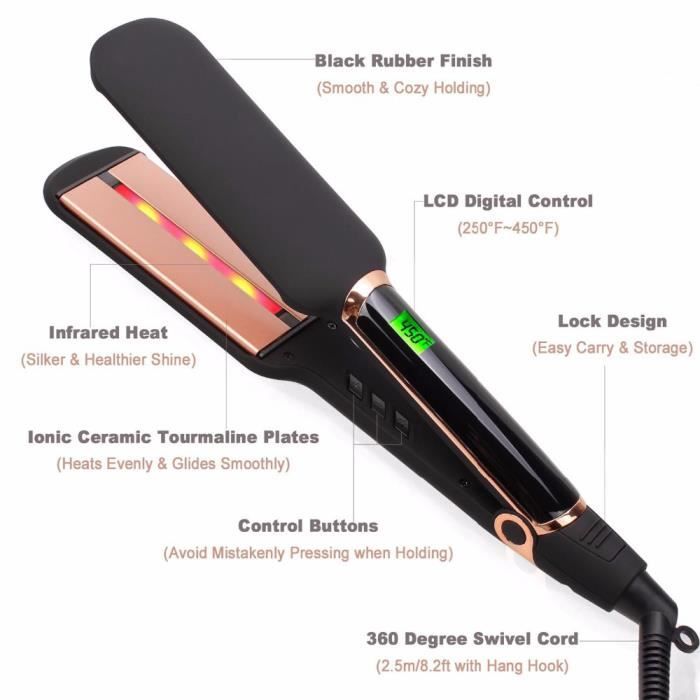 Black Rubber Finish
(Smooth & Cozy Holding)
LCD Digital Control
(250°F~450°F)
450°F
Infrared Heat
(Silker & Healthier Shine)
Lock Design
(Easy Carry & Storage)
Ionic Ceramic Tourmaline Plates
(Heats Evenly & Glides Smoothly)
Control Buttons
(Avoid Mistakenly Pressing when Holding)
360 Degree Swivel Cord
(2.5m/8.2ft with Hang Hook)